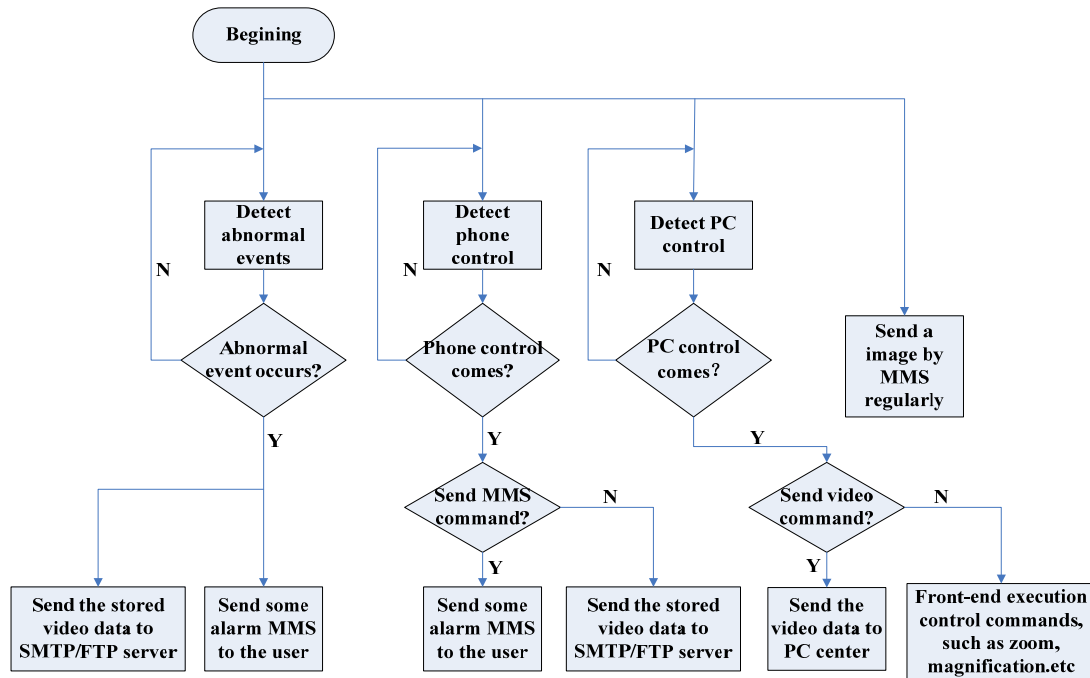 Begining
Detect
abnormal
events
Detect
phone
control
Detect PC
control
N
N
N
Send a
image by
MMS
regularly
Abnormal
event occurs?
Phone control
comes?
PC control
comes?
Y
Y
Y
Send MMS
command?
N
Send video
command?
N
Y
Y
Send the stored
video data to
SMTP/FTP server
Send some
alarm MMS
to the user
Send some
alarm MMS
to the user
Send the stored
video data to
SMTP/FTP server
Send the
video data to
PC center
Front-end execution
control commands,
such as zoom,
magnification.etc